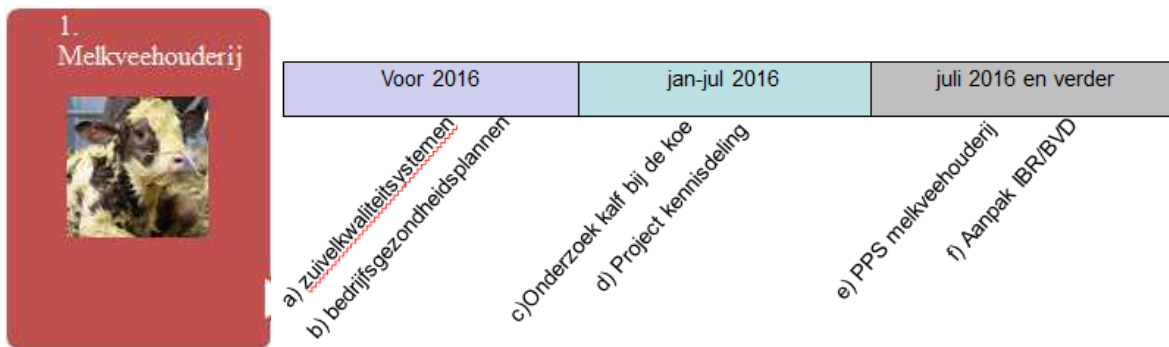 1.
Melkveehouderij
Voor 2016
jan-jul 2016
juli 2016 en verder
a) zuivelkwaliteitsystemen
b) bedrijfsgezondheidsplannen
c)Onderzoek kalf bij de koe
d) Project kennisdeling
e) PPS melkveehouderij
f) Aanpak IBR/BVD